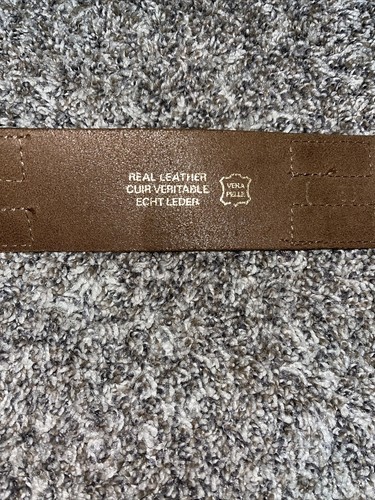 REAL LEATHER
CUIR VERITABLE
ECHT LEDER
VERA
PELLE